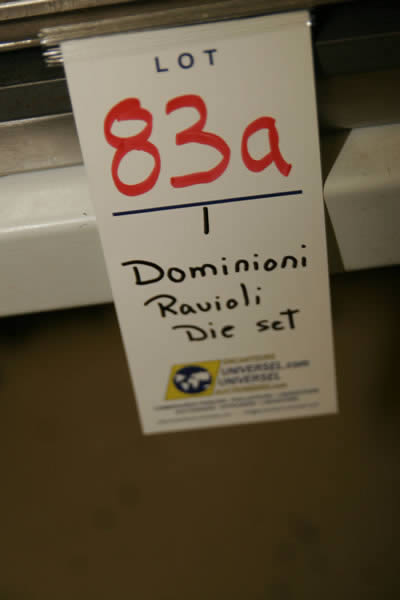 LOT
83a
1
Dominioni
Ravioli
Die set
UNIVERSEL.com
UNIVERSEL